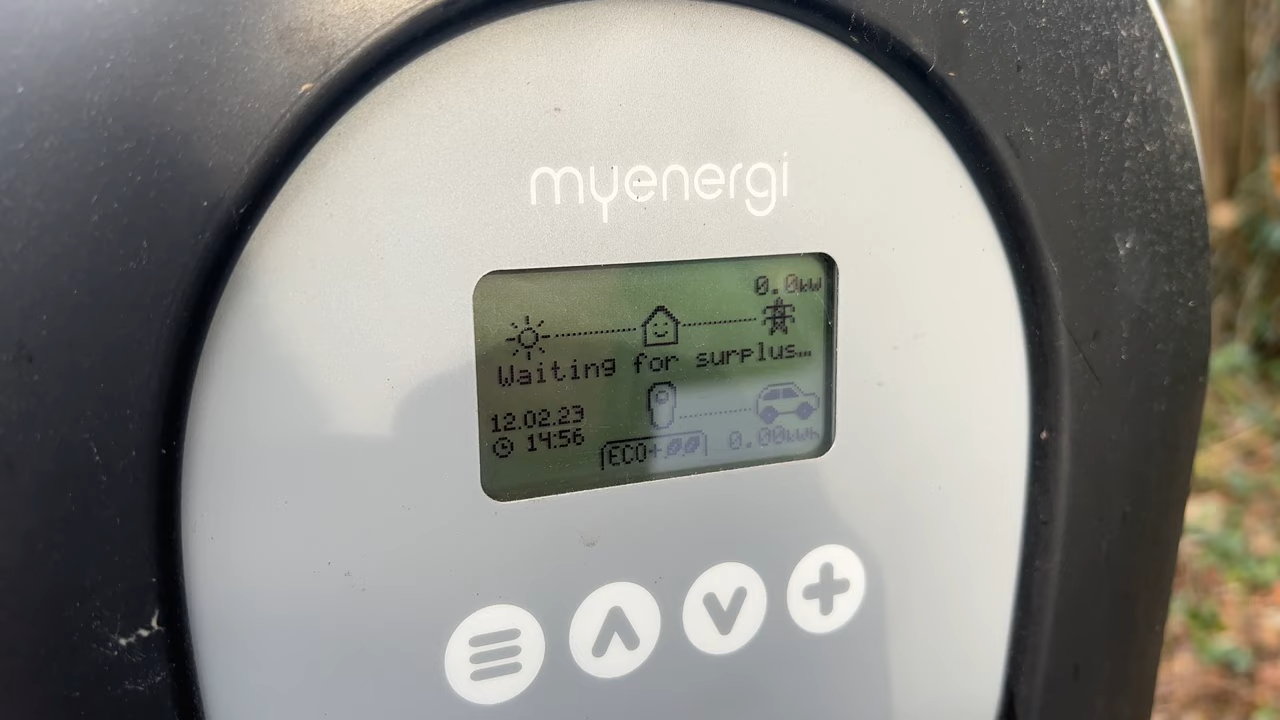 myenergi
0.0kW
Waiting for surplus...
12.02.23
14:56
ECO+
0.00kWh